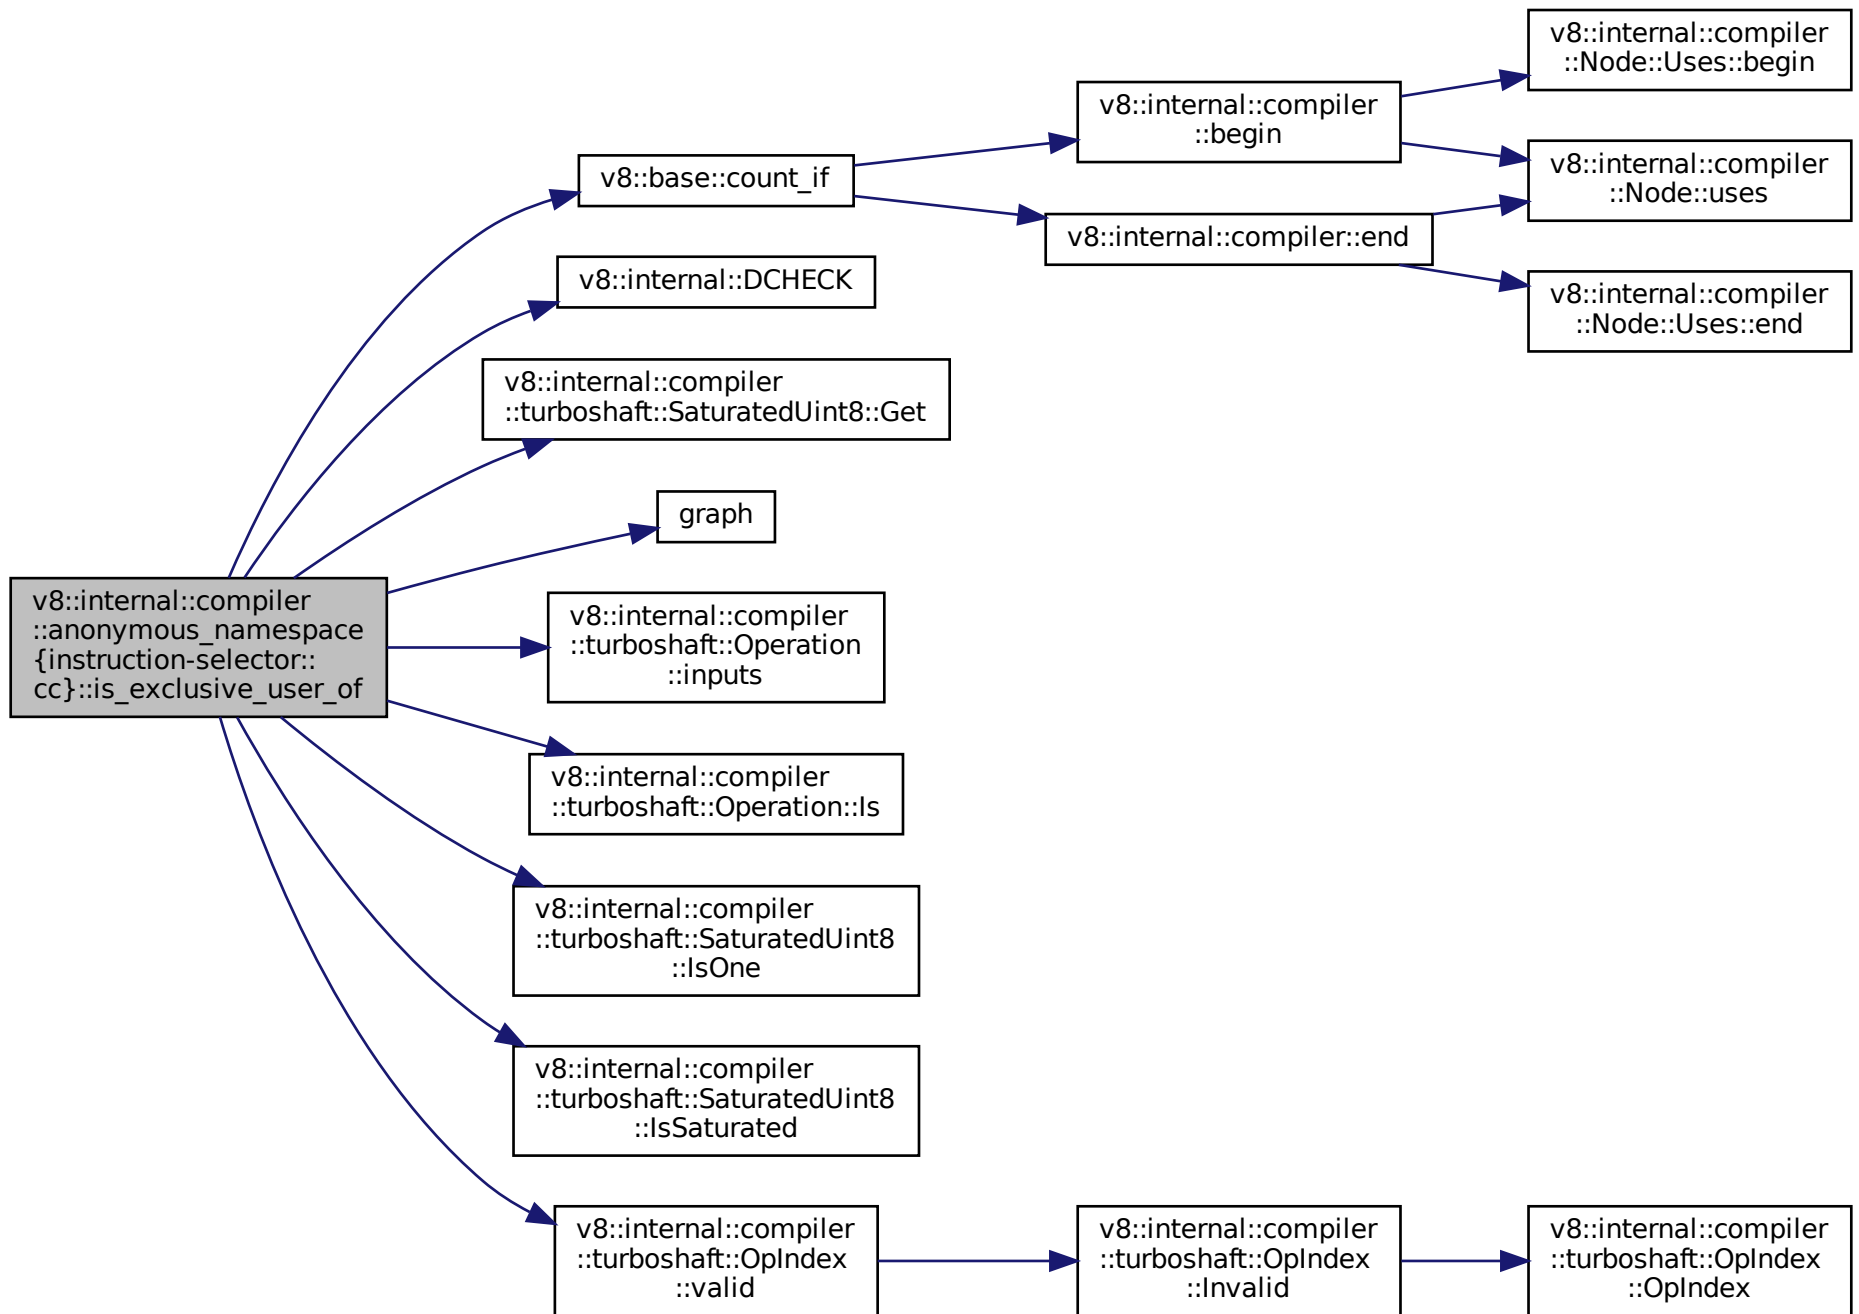 v8::internal::compiler
::anonymous_namespace
{instruction-selector::
cc}::is_exclusive_user_of
v8::base::count_if
v8::internal::compiler
::begin
v8::internal::compiler
::Node::Uses::begin
v8::internal::compiler
::Node::uses
v8::internal::compiler::end
v8::internal::compiler
::Node::Uses::end
v8::internal::DCHECK
v8::internal::compiler
::turboshaft::SaturatedUint8::Get
graph
v8::internal::compiler
::turboshaft::Operation
::inputs
v8::internal::compiler
::turboshaft::Operation::Is
v8::internal::compiler
::turboshaft::SaturatedUint8
::IsOne
v8::internal::compiler
::turboshaft::SaturatedUint8
::IsSaturated
v8::internal::compiler
::turboshaft::OpIndex
::valid
v8::internal::compiler
::turboshaft::OpIndex
::Invalid
v8::internal::compiler
::turboshaft::OpIndex
::OpIndex